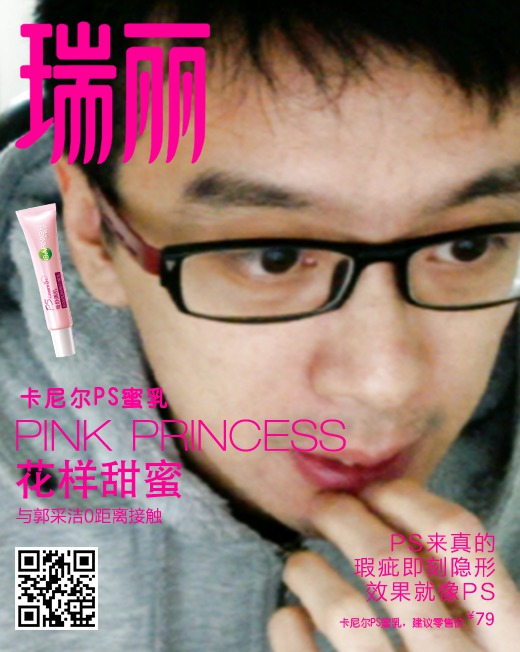 瑞丽
GARNIER
卡尼尔PS蜜乳
PINK PRINCESS
花样甜蜜
与郭采洁0距离接触
PS来真的
瑕疵即刻隐形
效果就像PS
卡尼尔PS蜜乳，建议零售价¥79